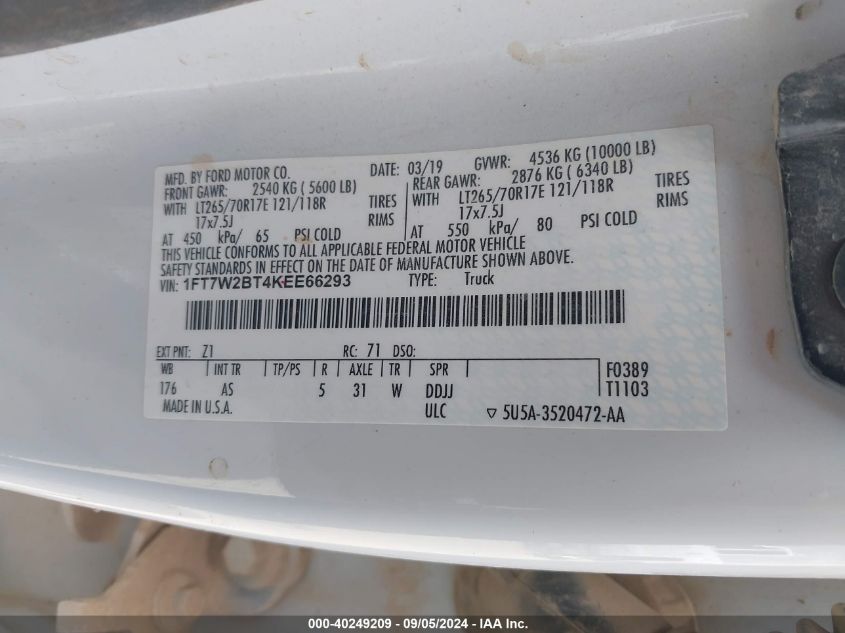 MFD. BY FORD MOTOR CO. DATE: 03/19 GVWR: 4536 KG (10000 LB)
FRONT GAWR: 2540 KG ( 5600 LB) REAR GAWR: 2876 KG ( 6340 LB)
WITH LT265/70R17E 121/118R TIRES WITH LT265/70R17E 121/118R TIRES
17x7.5J RIMS 17x7.5J RIMS
AT 450 kPa/ 65 PSI COLD AT 550 kPa/ 80 PSI COLD
THIS VEHICLE CONFORMS TO ALL APPLICABLE FEDERAL MOTOR VEHICLE
SAFETY STANDARDS IN EFFECT ON THE DATE OF MANUFACTURE SHOWN ABOVE.
VIN: 1FT7W2BT4KEE66293 TYPE: Truck
EXT PNT: Z1 RC: 71 DSO:
WB INT TR TP/PS R AXLE TR SPR F0389
176 AS 5 31 W DDJJ T1103
MADE IN U.S.A. ULC ▽ 5U5A-3520472-AA
000-40249209 - 09/05/2024 - IAA Inc.